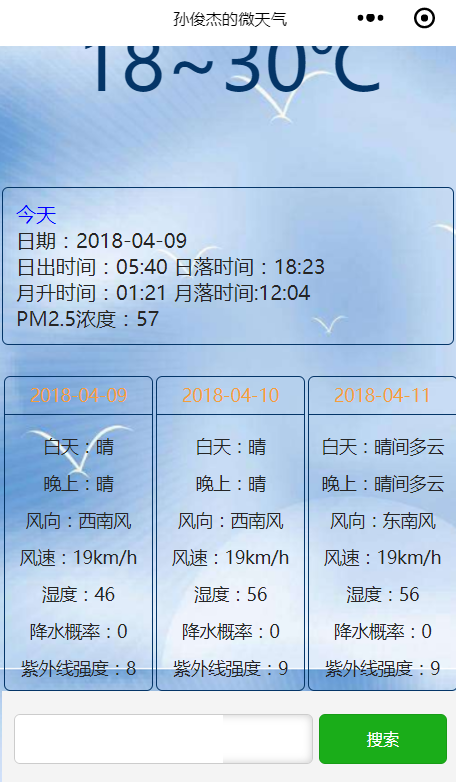 孙俊杰的微天气
18~30℃
今天
日期：2018-04-09
日出时间：05:40 日落时间：18:23
月升时间：01:21 月落时间:12:04
PM2.5浓度：57
2018-04-09
白天：晴
晚上：晴
风向：西南风
风速：19km/h
湿度：46
降水概率：0
紫外线强度：8
2018-04-10
白天：晴
晚上：晴
风向：西南风
风速：19km/h
湿度：56
降水概率：0
紫外线强度：9
2018-04-11
白天：晴间多云
晚上：晴间多云
风向：东南风
风速：19km/h
湿度：56
降水概率：0
紫外线强度：9
搜索